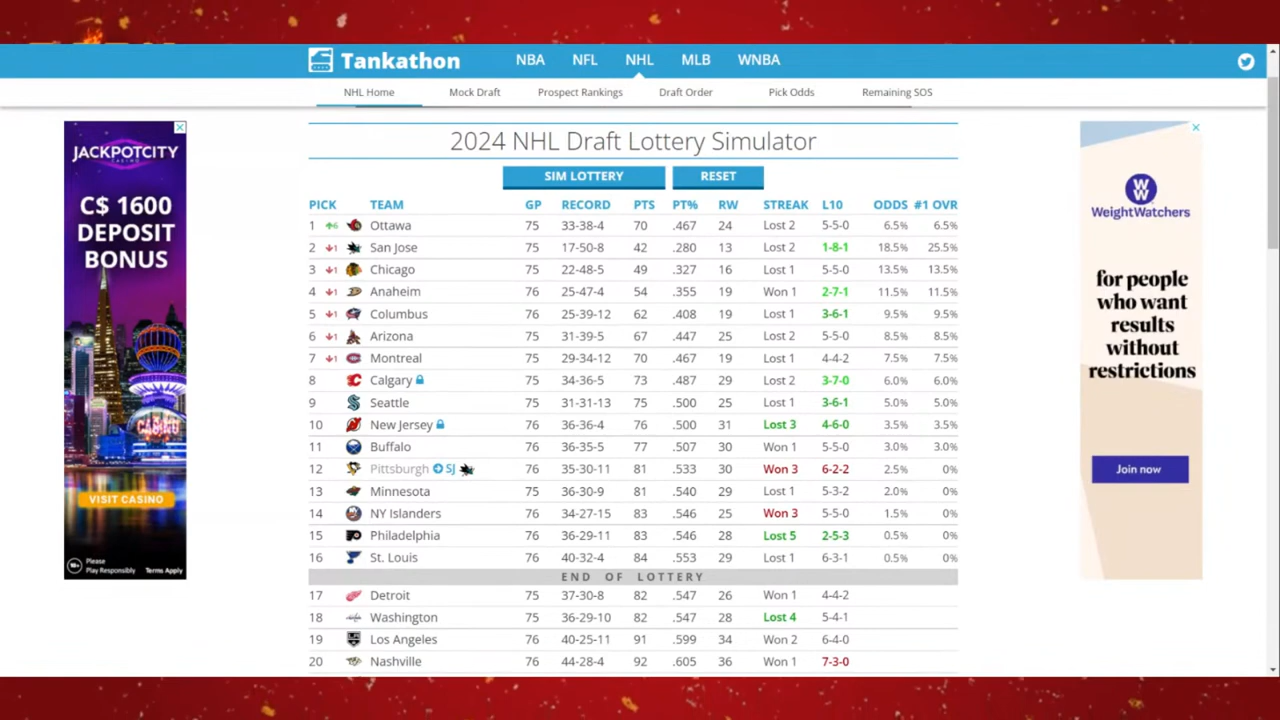 Tankathon NBA NFL NHL MLB WNBA
NHL Home Mock Draft Prospect Rankings Draft Order Pick Odds Remaining SOS
2024 NHL Draft Lottery Simulator
SIM LOTTERY RESET
PICK TEAM GP RECORD PTS PT% RW STREAK L10 ODDS #1 OVR
1 6 Ottawa 75 33-38-4 70 .467 24 Lost 2 5-5-0 6.5% 6.5%
2 1 San Jose 75 17-50-8 42 .280 13 Lost 2 1-8-1 18.5% 25.5%
3 1 Chicago 75 22-48-5 49 .327 16 Lost 1 5-5-0 13.5% 13.5%
4 1 Anaheim 76 25-47-4 54 .355 19 Won 1 2-7-1 11.5% 11.5%
5 1 Columbus 76 25-39-12 62 .408 19 Lost 1 3-6-1 9.5% 9.5%
6 1 Arizona 75 31-39-5 67 .447 25 Lost 2 5-5-0 8.5% 8.5%
7 1 Montreal 75 29-34-12 70 .467 19 Lost 1 4-4-2 7.5% 7.5%
8 Calgary 75 34-36-5 73 .487 29 Lost 2 3-7-0 6.0% 6.0%
9 Seattle 75 31-31-13 75 .500 25 Lost 1 3-6-1 5.0% 5.0%
10 New Jersey 76 36-36-4 76 .500 31 Lost 3 4-6-0 3.5% 3.5%
11 Buffalo 76 36-35-5 77 .507 30 Won 1 5-5-0 3.0% 3.0%
12 Pittsburgh SJ 76 35-30-11 81 .533 30 Won 3 6-2-2 2.5% 0%
13 Minnesota 75 36-30-9 81 .540 29 Lost 1 5-3-2 2.0% 0%
14 NY Islanders 76 34-27-15 83 .546 25 Won 3 5-5-0 1.5% 0%
15 Philadelphia 76 36-29-11 83 .546 28 Lost 5 2-5-3 0.5% 0%
16 St. Louis 76 40-32-4 84 .553 29 Lost 1 6-3-1 0.5% 0%
END OF LOTTERY
17 Detroit 75 37-30-8 82 .547 26 Won 1 4-4-2
18 Washington 75 36-29-10 82 .547 28 Lost 4 5-4-1
19 Los Angeles 76 40-25-11 91 .599 34 Won 2 6-4-0
20 Nashville 76 44-28-4 92 .605 36 Won 1 7-3-0
JACKPOTCITY
CASINO
C$ 1600
DEPOSIT
BONUS
CASINO
VISIT CASINO
Please
Play Responsibly Terms Apply
W
W
WeightWatchers
for people
who want
results
without
restrictions
Join now